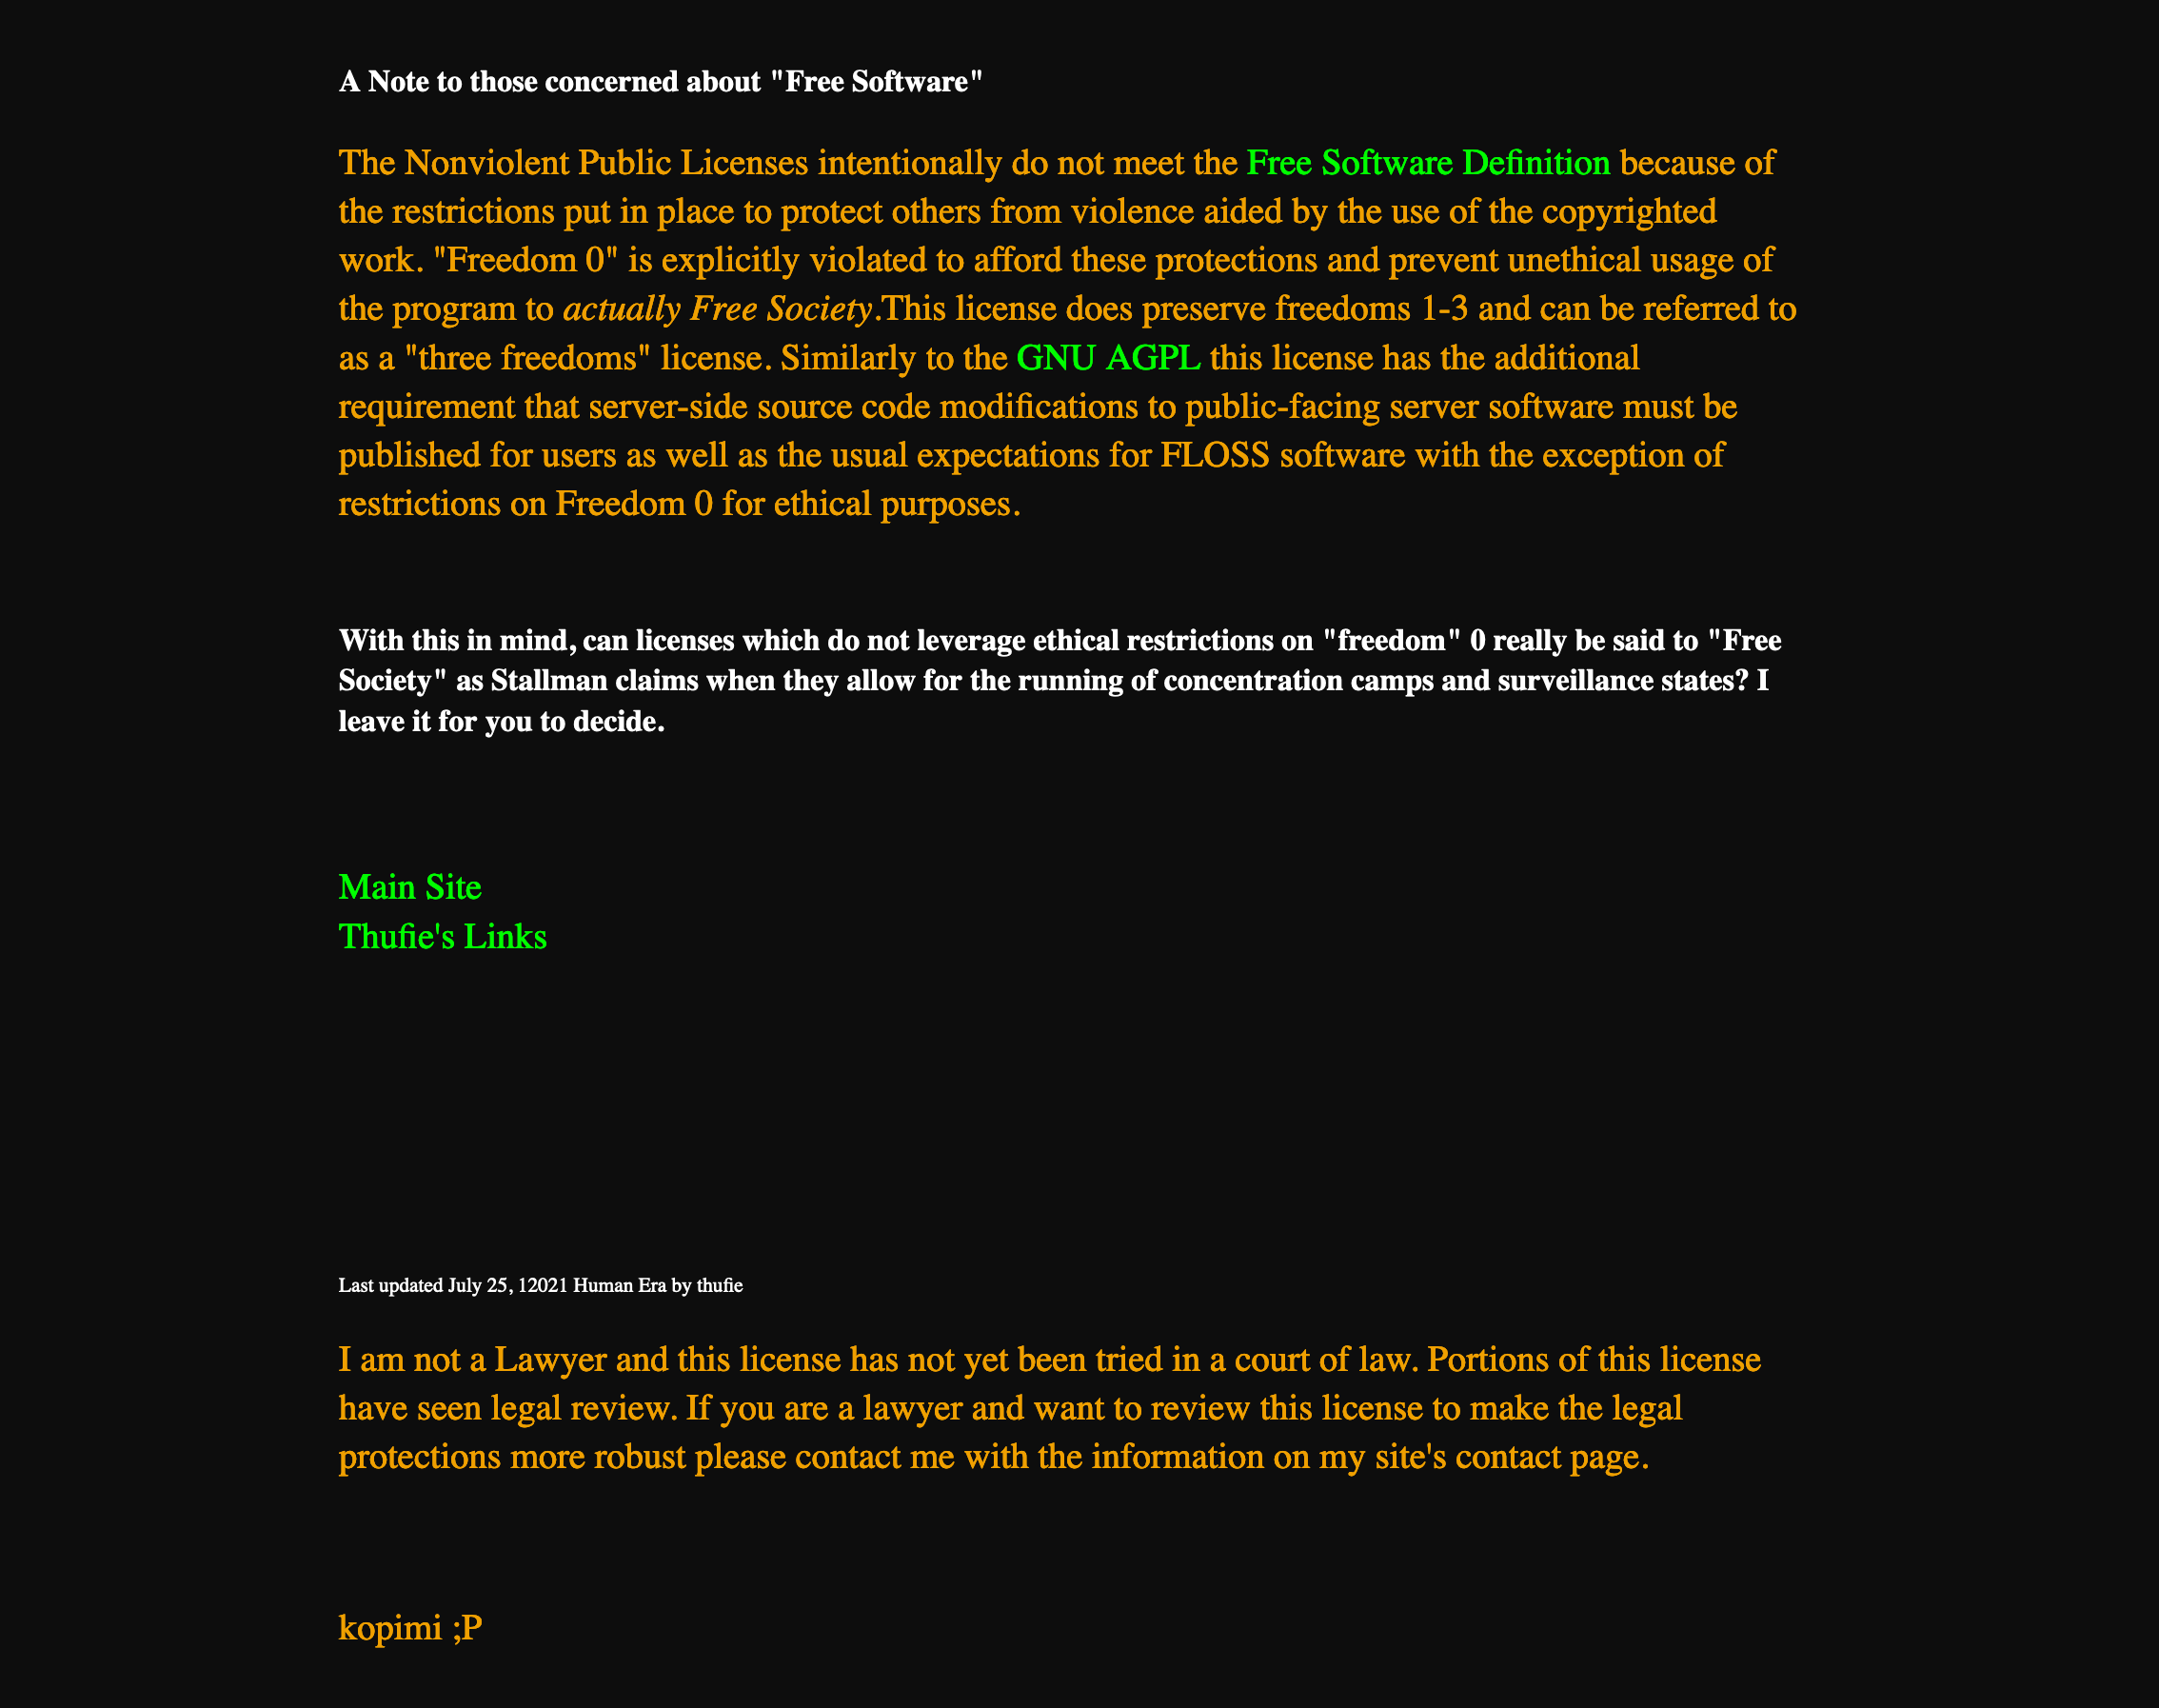 A Note to those concerned about "Free Software"
The Nonviolent Public Licenses intentionally do not meet the Free Software Definition because of
the restrictions put in place to protect others from violence aided by the use of the copyrighted
work. "Freedom 0" is explicitly violated to afford these protections and prevent unethical usage of
the program to actually Free Society.This license does preserve freedoms 1-3 and can be referred to
as a "three freedoms" license. Similarly to the GNU AGPL this license has the additional
requirement that server-side source code modifications to public-facing server software must be
published for users as well as the usual expectations for FLOSS software with the exception of
restrictions on Freedom 0 for ethical purposes.
With this in mind, can licenses which do not leverage ethical restrictions on "freedom" 0 really be said to "Free
Society" as Stallman claims when they allow for the running of concentration camps and surveillance states? I
leave it for you to decide.
Main Site
Thufie's Links
Last updated July 25, 12021 Human Era by thufie
I am not a Lawyer and this license has not yet been tried in a court of law. Portions of this license
have seen legal review. If you are a lawyer and want to review this license to make the legal
protections more robust please contact me with the information on my site's contact page.
kopimi ;P